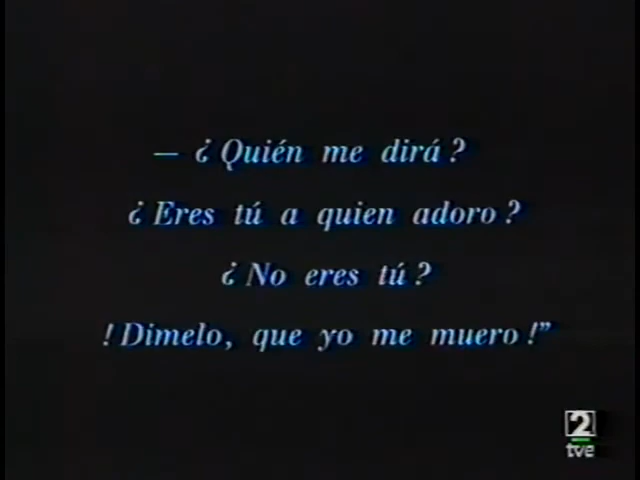 — ¿Quién me dirá?
¿Eres tú a quien adoro?
¿No eres tú?
!Dimelo, que yo me muero!”
2
tve